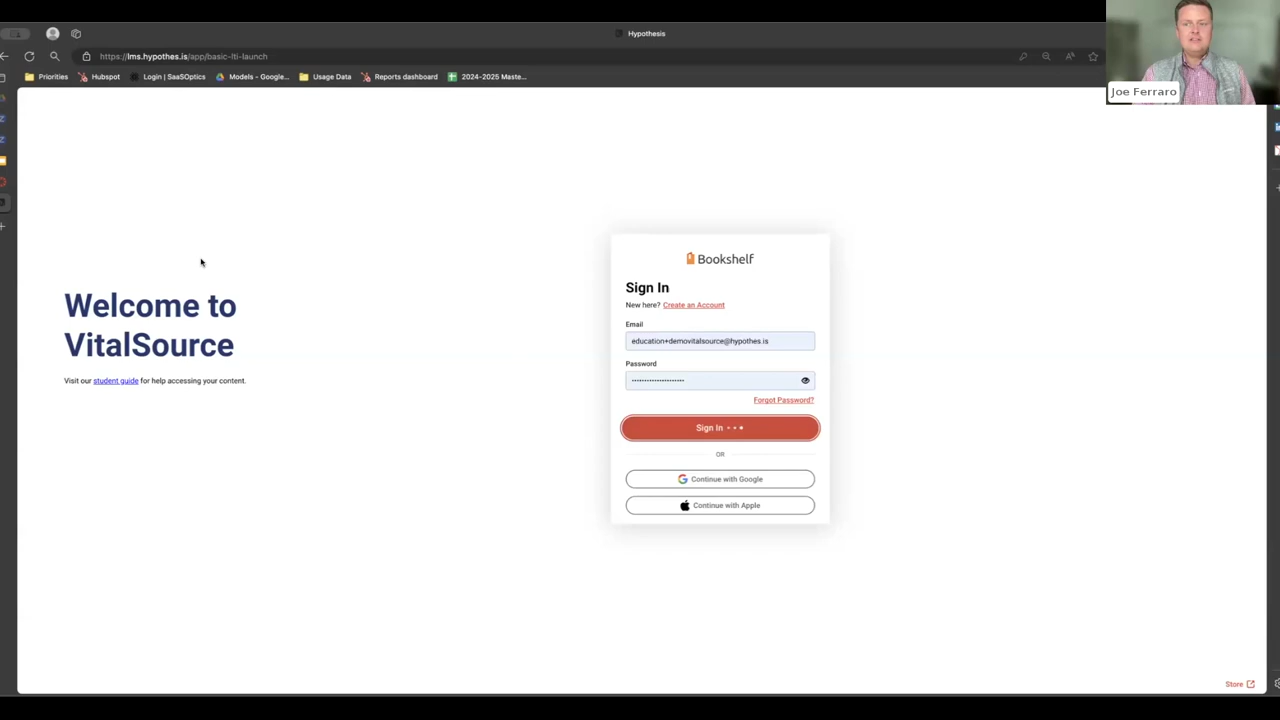 Hypothesis
https://lms.hypothes.is/app/basic-lti-launch
Priorities
Hubspot
Login | SaaSOptics
Models - Google...
Usage Data
Reports dashboard
2024-2025 Maste...
Joe Ferraro
Welcome to
VitalSource
Visit our student guide for help accessing your content.
Bookshelf
Sign In
New here? Create an Account
Email
education+demovitalsource@hypothes.is
Password
•••••••••••••••••••••
Forgot Password?
Sign In
OR
Continue with Google
Continue with Apple
Store